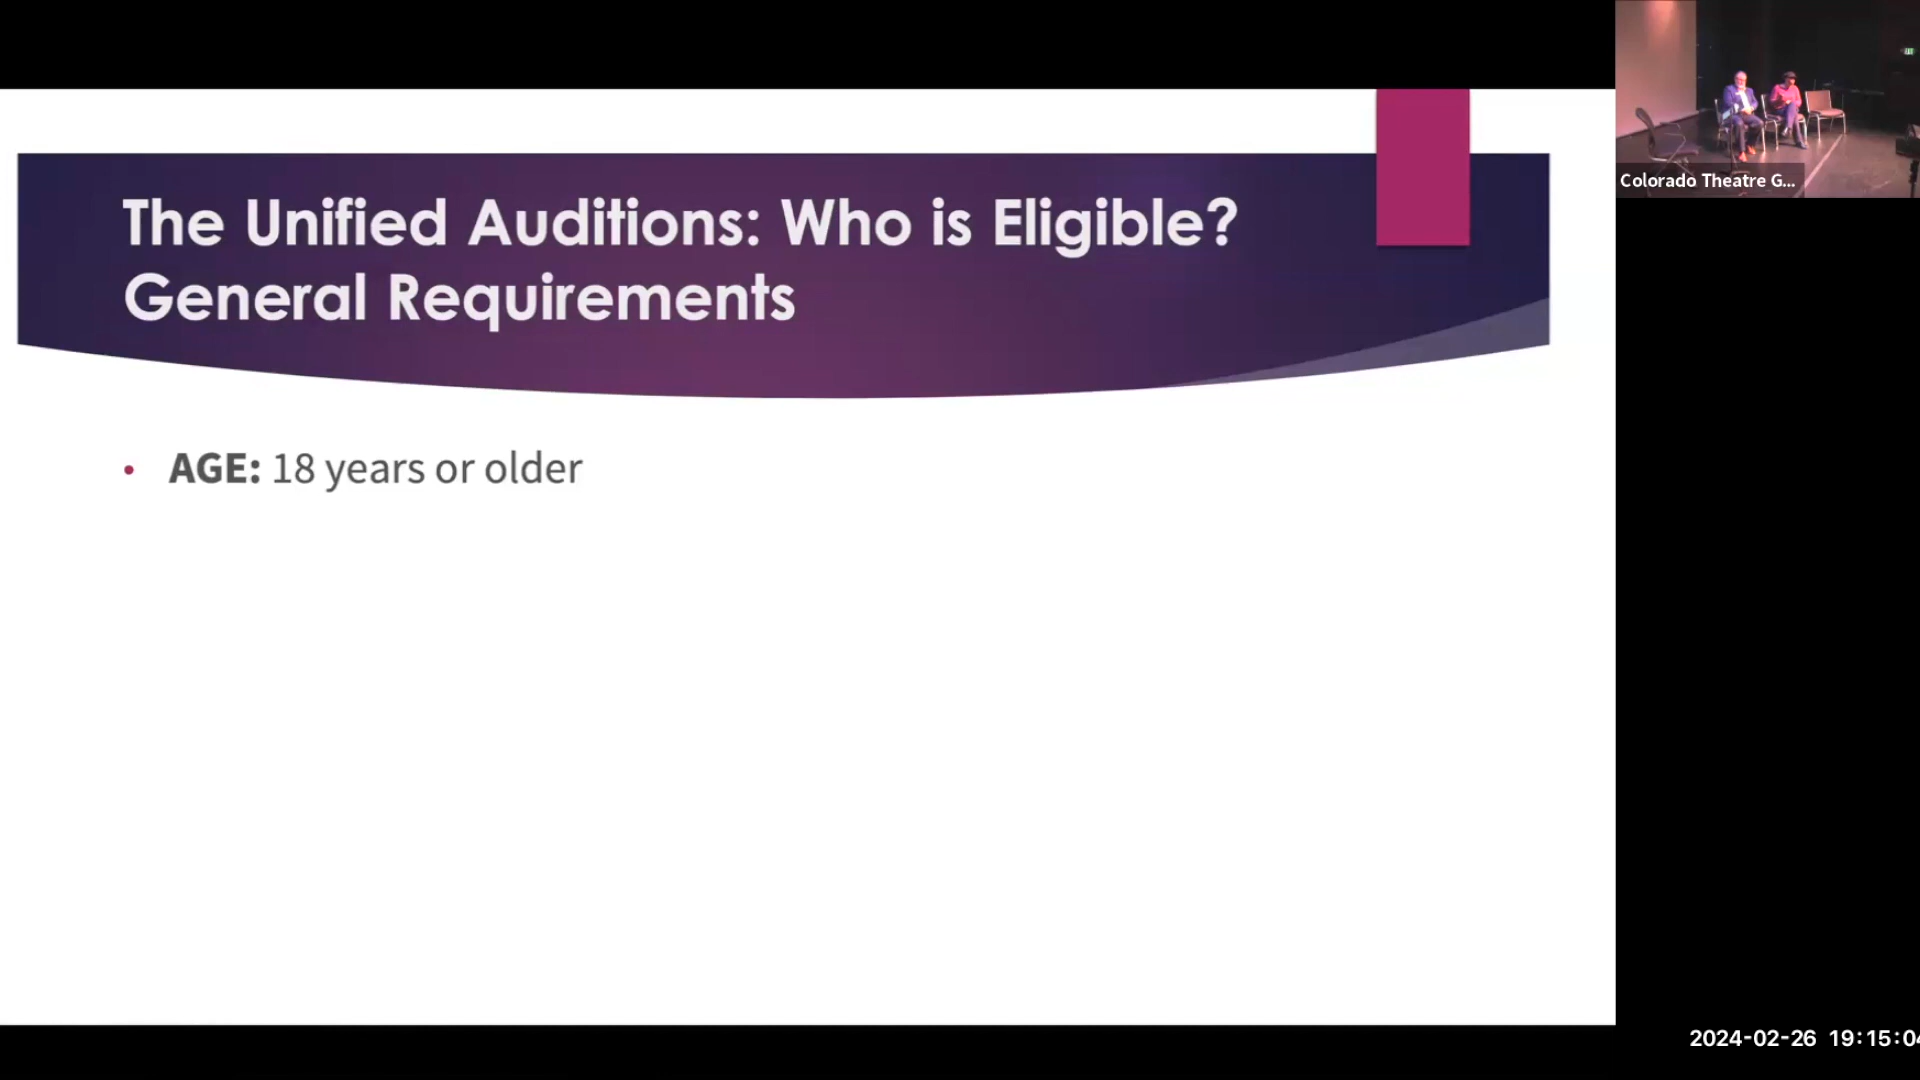 The Unified Auditions: Who is Eligible?
General Requirements
• AGE: 18 years or older
Colorado Theatre G...
2024-02-26 19:15:04